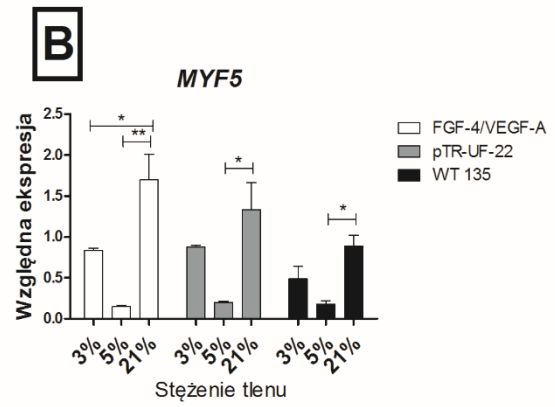 B
MYF5
Względna ekspresja
2.5
2.0
1.5
1.0
0.5
0.0
* ** * *
FGF-4/VEGF-A
pTR-UF-22
WT 135
3% 5% 21% 3% 5% 21% 3% 5% 21%
Stężenie tlenu